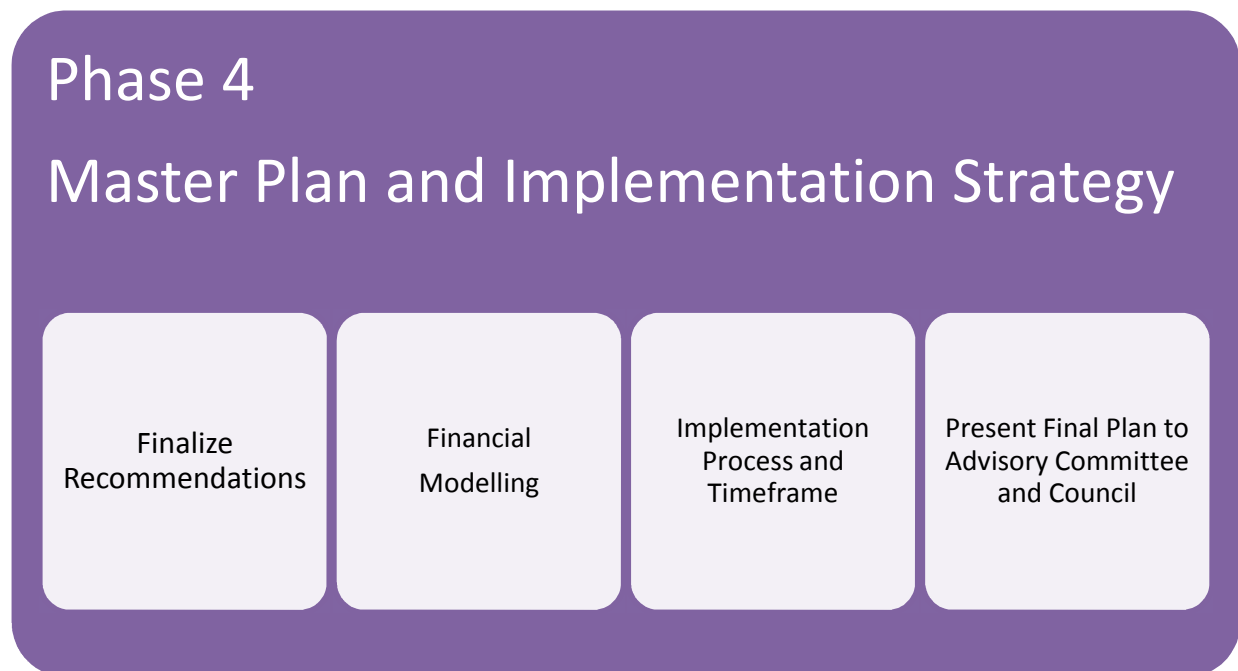 Phase 4
Master Plan and Implementation Strategy
Finalize
Recommendations
Financial
Modelling
Implementation
Process and
Timeframe
Present Final Plan to
Advisory Committee
and Council